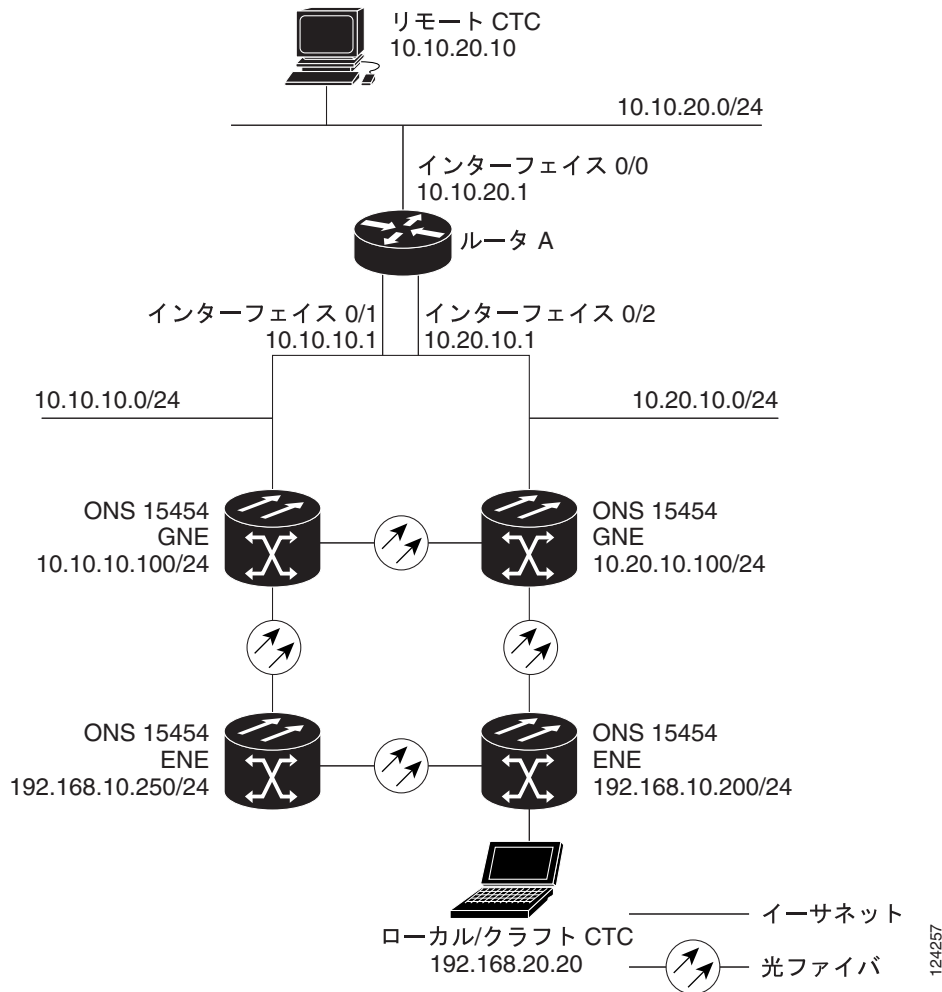 リモート CTC
10.10.20.10
10.10.20.0/24
インターフェイス 0/0
10.10.20.1
ルータ A
インターフェイス 0/1
10.10.10.1
インターフェイス 0/2
10.20.10.1
10.10.10.0/24
10.20.10.0/24
ONS 15454
GNE
10.10.10.100/24
ONS 15454
GNE
10.20.10.100/24
ONS 15454
ENE
192.168.10.250/24
ONS 15454
ENE
192.168.10.200/24
ローカル/クラフト CTC
192.168.20.20
イーサネット
光ファイバ
124257